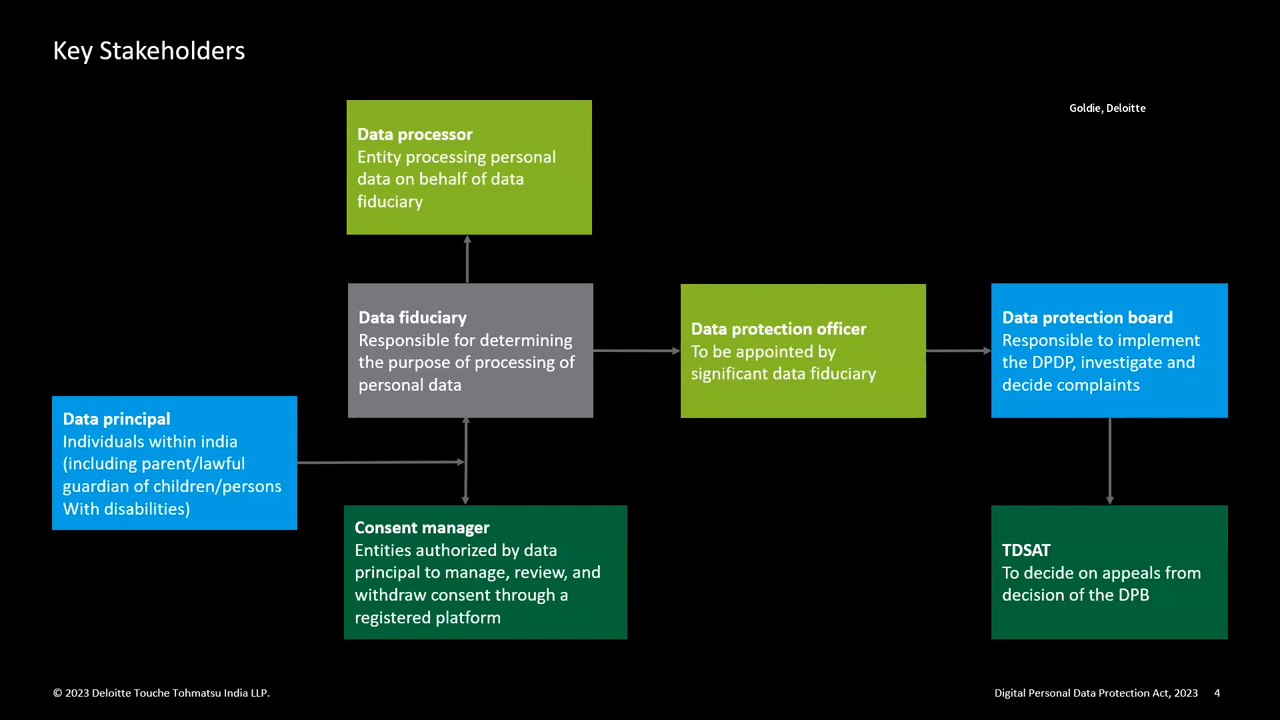 Key Stakeholders
Goldie, Deloitte
Data processor
Entity processing personal
data on behalf of data
fiduciary
Data fiduciary
Responsible for determining
the purpose of processing of
personal data
Data protection officer
To be appointed by
significant data fiduciary
Data protection board
Responsible to implement
the DPDP, investigate and
decide complaints
Data principal
Individuals within india
(including parent/lawful
guardian of children/persons
With disabilities)
Consent manager
Entities authorized by data
principal to manage, review, and
withdraw consent through a
registered platform
TDSAT
To decide on appeals from
decision of the DPB
© 2023 Deloitte Touche Tohmatsu India LLP.
Digital Personal Data Protection Act, 2023 4